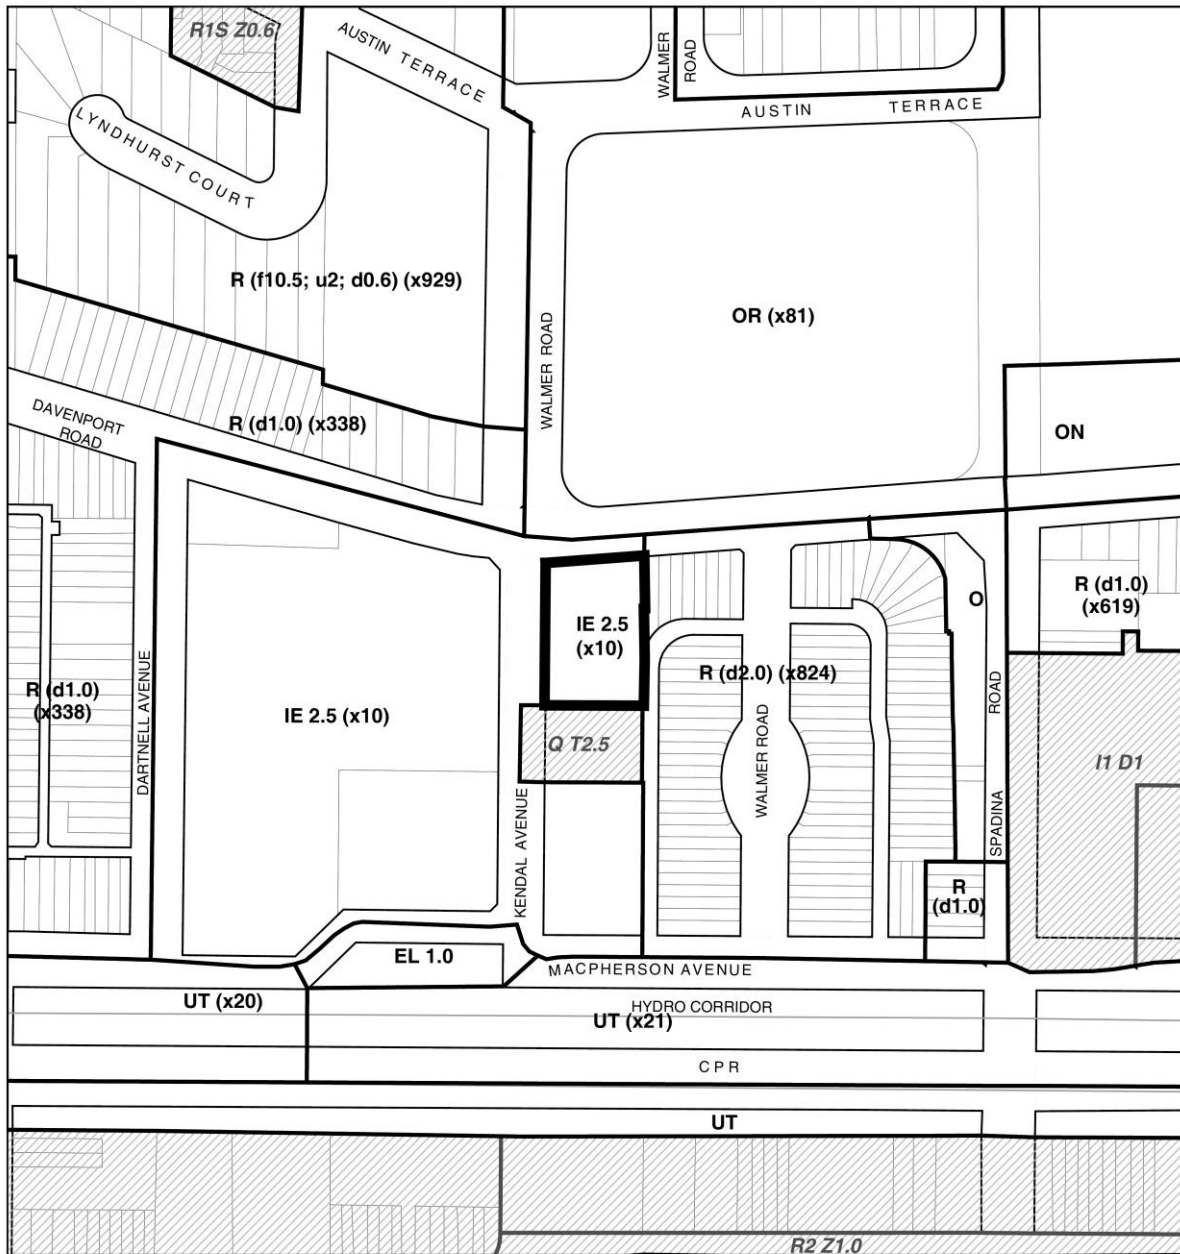 R1S Z0.6
AUSTIN TERRACE
WALMER
ROAD
AUSTIN TERRACE
LYNDHURST COURT
R (f10.5; u2; d0.6) (x929)
OR (x81)
WALMER ROAD
DAVENPORT
ROAD
R (d1.0) (x338)
ON
R (d1.0)
(x619)
O
IE 2.5
(x10)
R (d2.0) (x824)
R (d1.0)
(x338)
DARTNELL AVENUE
IE 2.5 (x10)
Q T2.5
WALMER ROAD
SPADINA ROAD
I1 D1
KENDAL AVENUE
R
(d1.0)
EL 1.0
MACPHERSON AVENUE
UT (x20)
HYDRO CORRIDOR
UT (x21)
CPR
UT
R2 Z1.0